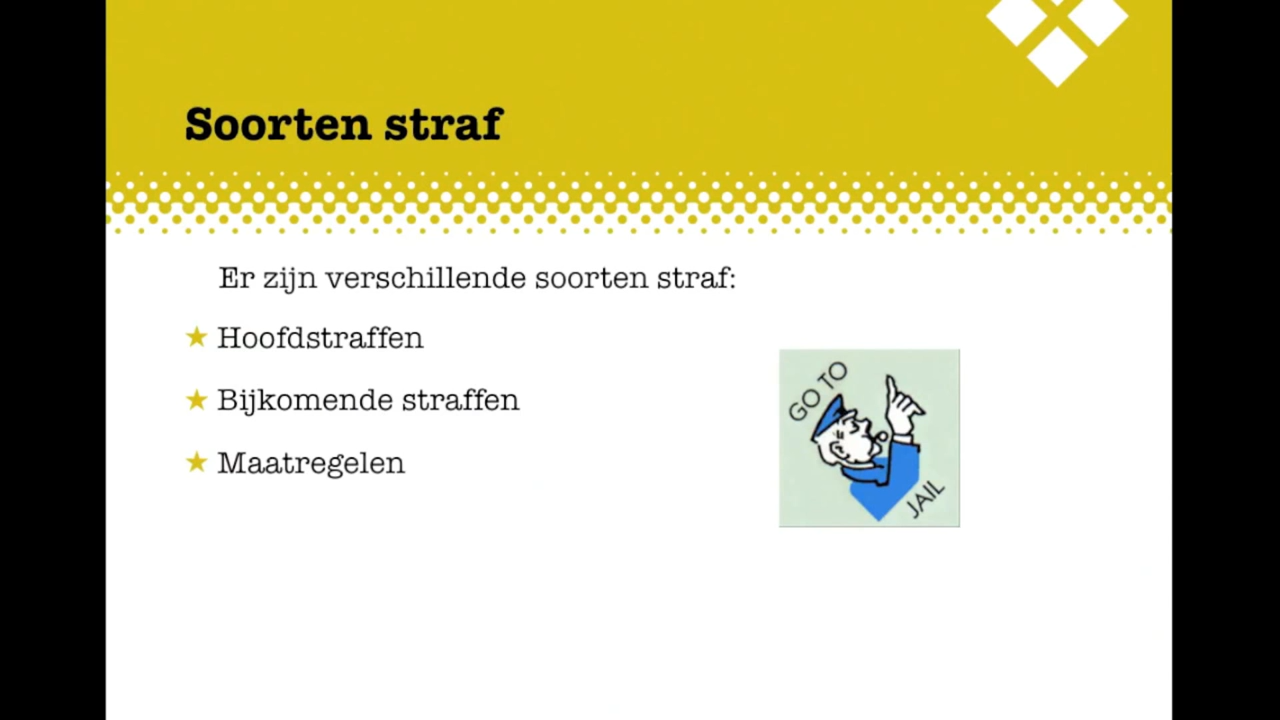 Soorten straf
Er zijn verschillende soorten straf:
Hoofdstraffen
Bijkomende straffen
Maatregelen
GO TO
JAIL